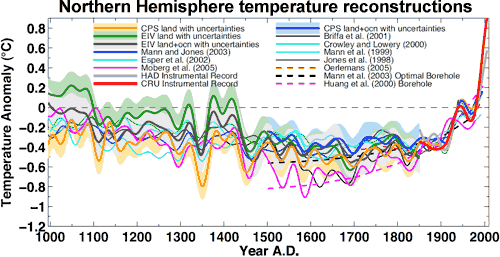 Northern Hemisphere temperature reconstructions
CPS land with uncertainties
EIV land with uncertainties
EIV land+ocn with uncertainties
Mann and Jones (2003)
Esper et al. (2002)
Moberg et al. (2005)
HAD Instrumental Record
CRU Instrumental Record
CPS land+ocn with uncertainties
Briffa et al. (2001)
Crowley and Lowery (2000)
Mann et al. (1999)
Jones et al. (1998)
Oerlemans (2005)
Mann et al. (2003) Optimal Borehole
Huang et al. (2000) Borehole
Temperature Anomaly (°C)
0.8
0.6
0.4
0.2
0
−0.2
−0.4
−0.6
−0.8
−1
−1.2
1000 1100 1200 1300 1400 1500 1600 1700 1800 1900 2000
Year A.D.